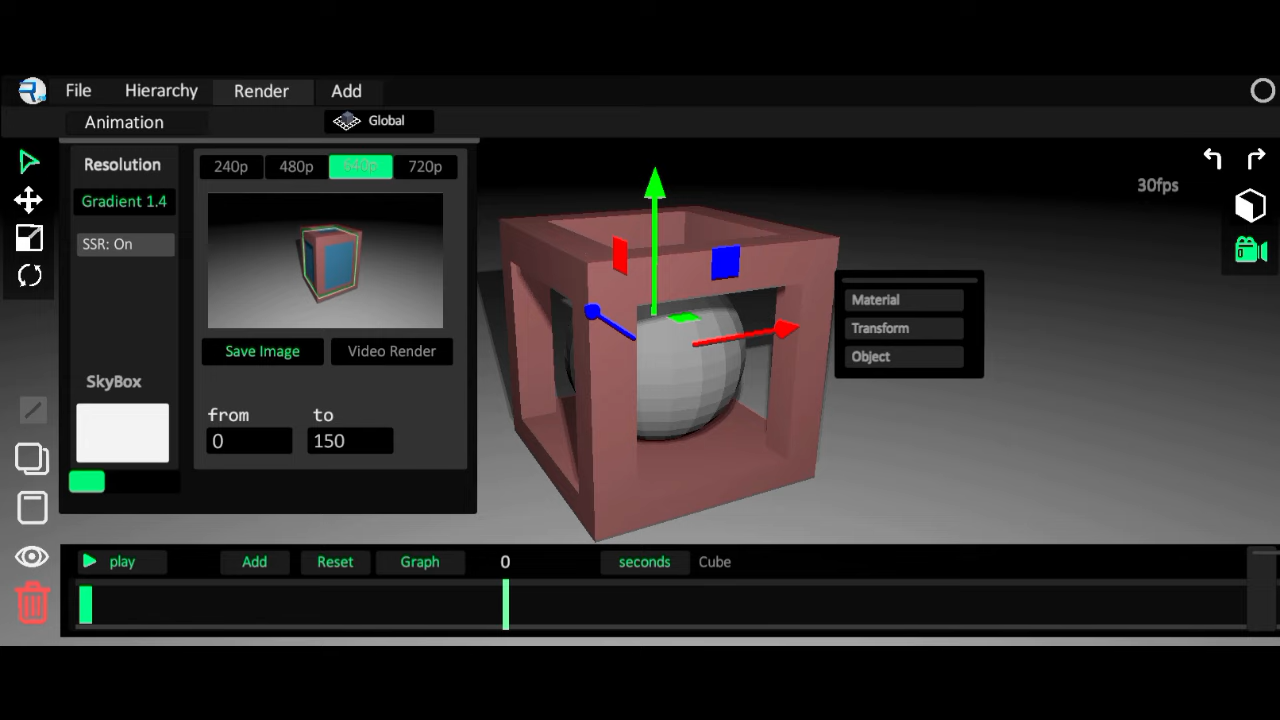 File Hierarchy Render Add
Animation Global
Resolution
240p 480p 640p 720p
30fps
Gradient 1.4
SSR: On
Material
Transform
Object
Save Image Video Render
SkyBox
from to
0 150
play Add Reset Graph 0 seconds Cube